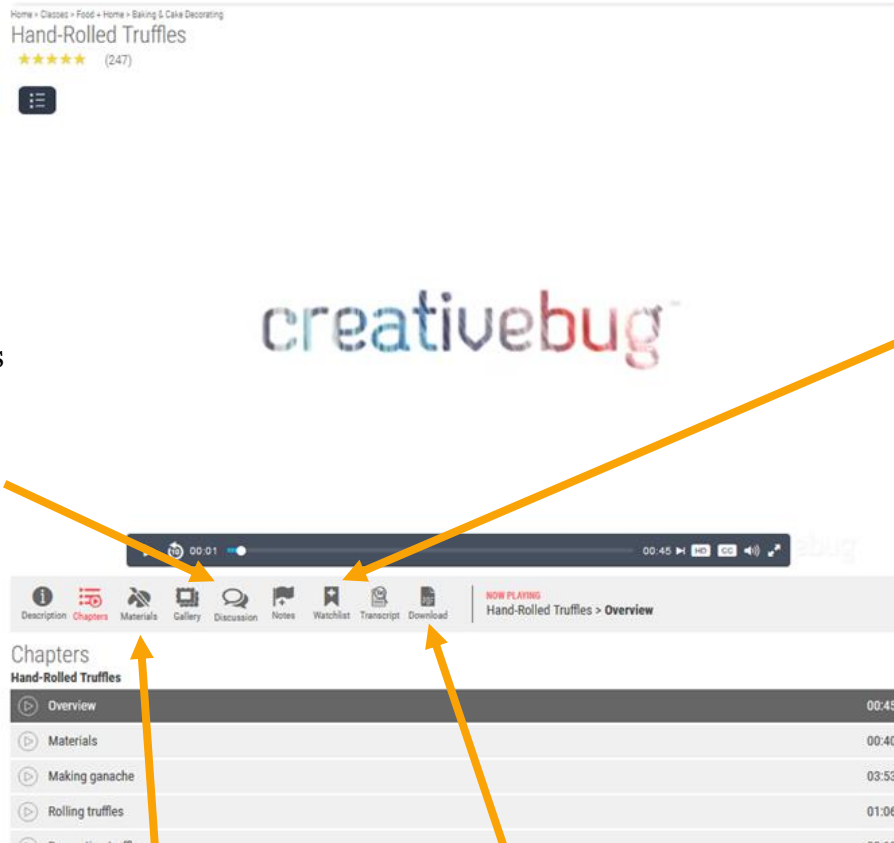 Home > Classes > Food + Home > Baking & Cake Decorating
Hand-Rolled Truffles
(247)
creativebug
s
10 00:01 00:45 HD CC
Description Chapters Materials Gallery Discussion Notes Watchlist Transcript Download
NOW PLAYING
Hand-Rolled Truffles > Overview
Chapters
Hand-Rolled Truffles
Overview 00:45
Materials 00:40
Making ganache 03:53
Rolling truffles 01:06